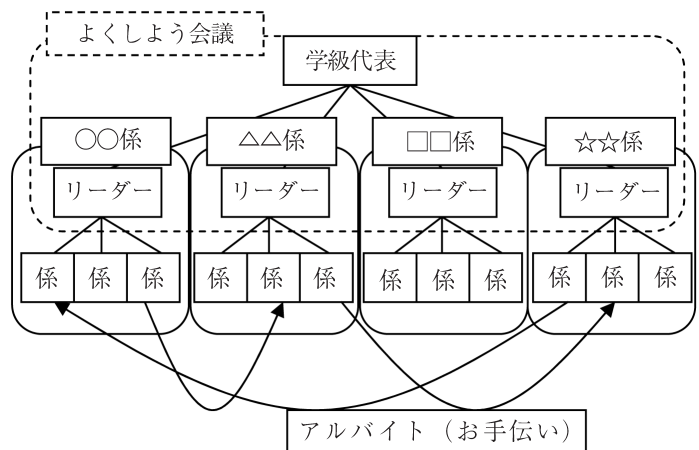 よくしよう会議
学級代表
○○係
△△係
□□係
☆☆係
リーダー
リーダー
リーダー
リーダー
係 係 係
係 係 係
係 係 係
係 係 係
アルバイト（お手伝い）